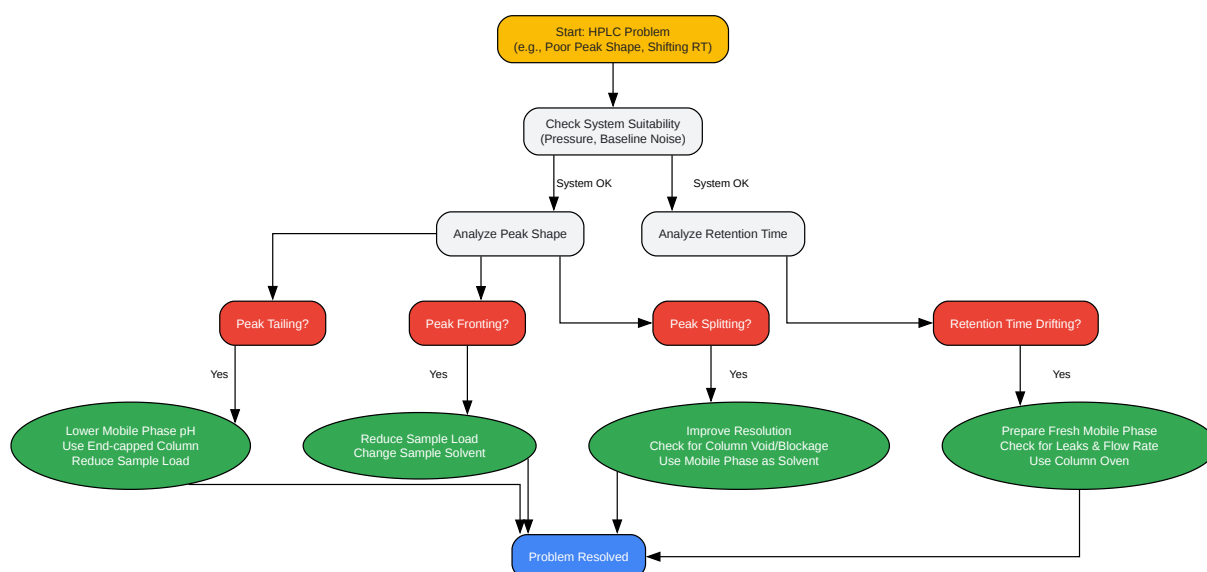 Start: HPLC Problem
(e.g., Poor Peak Shape, Shifting RT)
Check System Suitability
(Pressure, Baseline Noise)
System OK
System OK
Analyze Peak Shape
Analyze Retention Time
Peak Tailing?
Peak Fronting?
Peak Splitting?
Retention Time Drifting?
Yes
Yes
Yes
Yes
Lower Mobile Phase pH
Use End-capped Column
Reduce Sample Load
Reduce Sample Load
Change Sample Solvent
Improve Resolution
Check for Column Void/Blockage
Use Mobile Phase as Solvent
Prepare Fresh Mobile Phase
Check for Leaks & Flow Rate
Use Column Oven
Problem Resolved